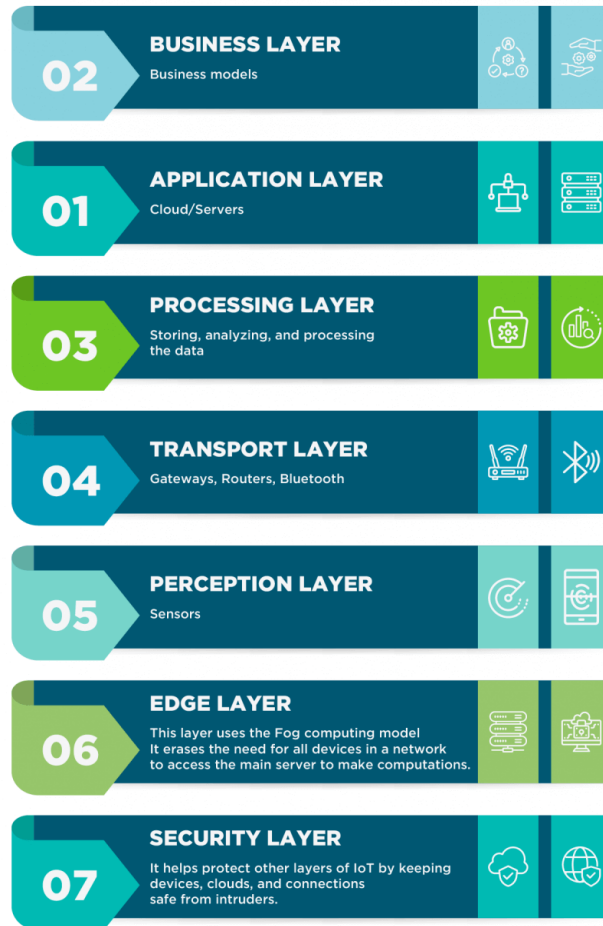 02
BUSINESS LAYER
Business models
01
APPLICATION LAYER
Cloud/Servers
03
PROCESSING LAYER
Storing, analyzing, and processing
the data
04
TRANSPORT LAYER
Gateways, Routers, Bluetooth
05
PERCEPTION LAYER
Sensors
06
EDGE LAYER
This layer uses the Fog computing model
It erases the need for all devices in a network
to access the main server to make computations.
07
SECURITY LAYER
It helps protect other layers of IoT by keeping
devices, clouds, and connections
safe from intruders.